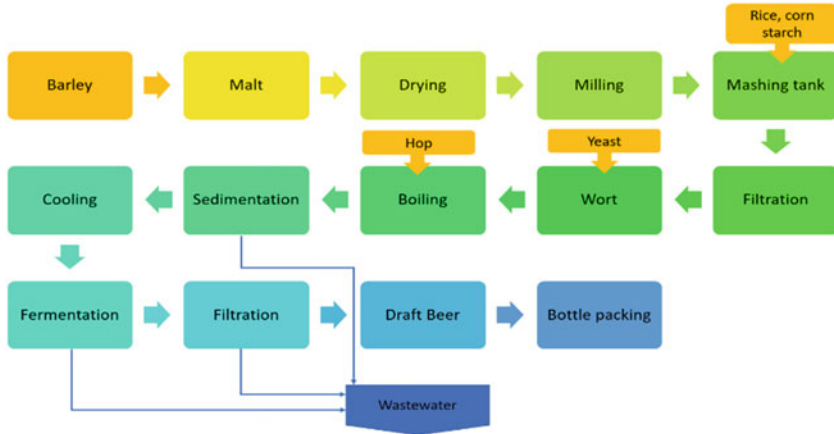 Rice, corn
starch
Barley
Malt
Drying
Milling
Mashing tank
Hop
Yeast
Cooling
Sedimentation
Boiling
Wort
Filtration
Fermentation
Filtration
Draft Beer
Bottle packing
Wastewater